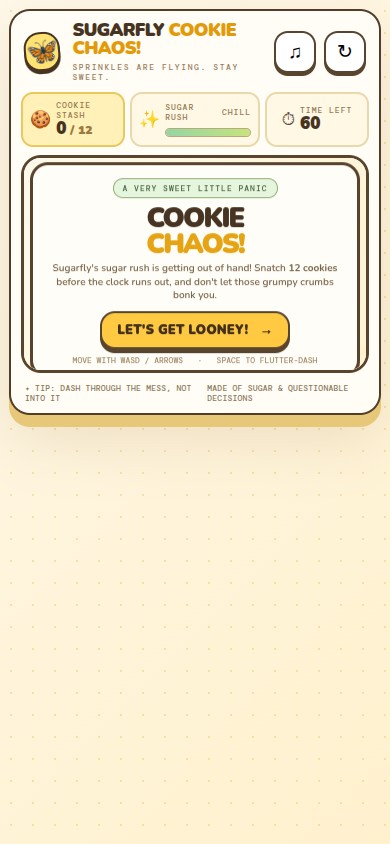 SUGARFLY COOKIE
CHAOS!
SPRINKLES ARE FLYING. STAY
SWEET.
♫
↻
COOKIE
STASH
0 / 12
SUGAR
RUSH
CHILL
TIME LEFT
60
A VERY SWEET LITTLE PANIC
COOKIE
CHAOS!
Sugarfly's sugar rush is getting out of hand! Snatch 12 cookies
before the clock runs out, and don't let those grumpy crumbs
bonk you.
LET'S GET LOONEY! →
MOVE WITH WASD / ARROWS · SPACE TO FLUTTER-DASH
✦ TIP: DASH THROUGH THE MESS, NOT
INTO IT
MADE OF SUGAR & QUESTIONABLE
DECISIONS